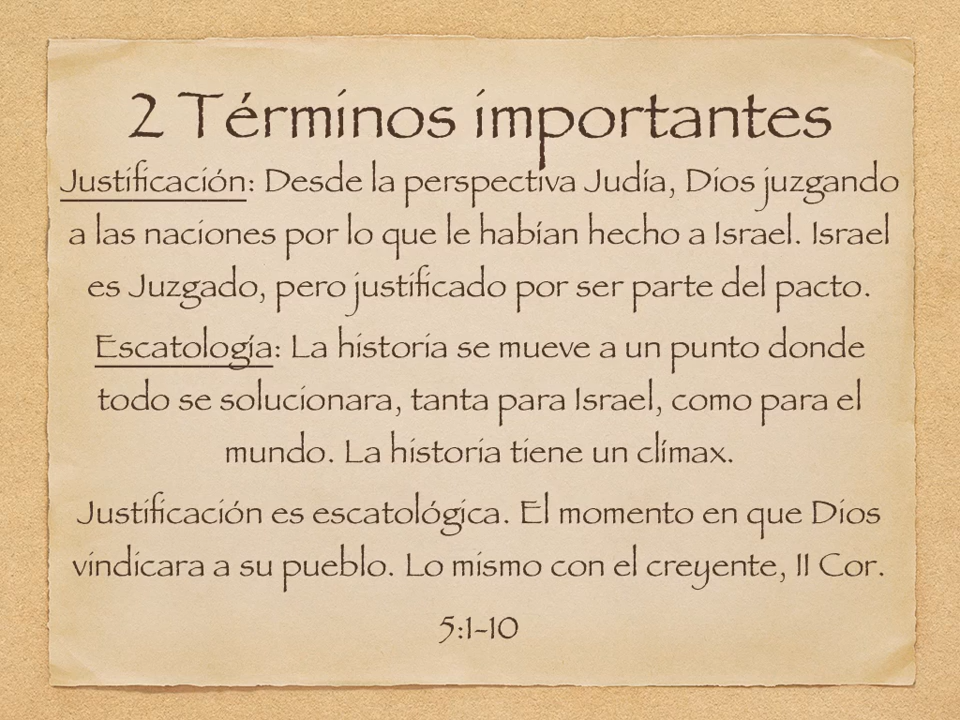 2 Términos importantes
Justificación: Desde la perspectiva Judía, Dios juzgando
a las naciones por lo que le habían hecho a Israel. Israel
es Juzgado, pero justificado por ser parte del pacto.
Escatología: La historia se mueve a un punto donde
todo se solucionara, tanta para Israel, como para el
mundo. La historia tiene un clímax.
Justificación es escatológica. El momento en que Dios
vindicara a su pueblo. Lo mismo con el creyente, II Cor.
5:1-10